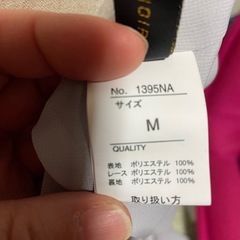 No. 1395NA
サイズ
M
QUALITY
表地 ポリエステル 100%
レース ポリエステル 100%
裏地 ポリエステル 100%
取り扱い方